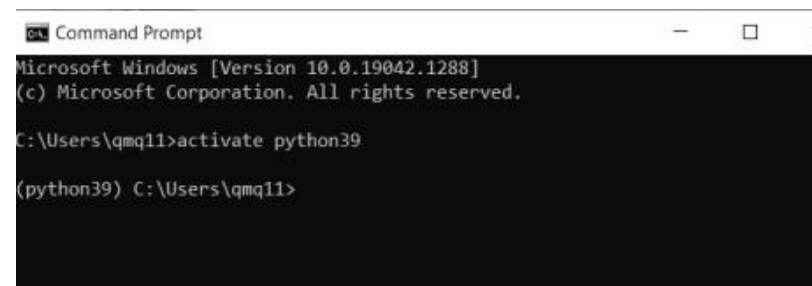 Command Prompt
Microsoft Windows [Version 10.0.19042.1288]
(c) Microsoft Corporation. All rights reserved.
C:\Users\qmq11>activate python39
(python39) C:\Users\qmq11>